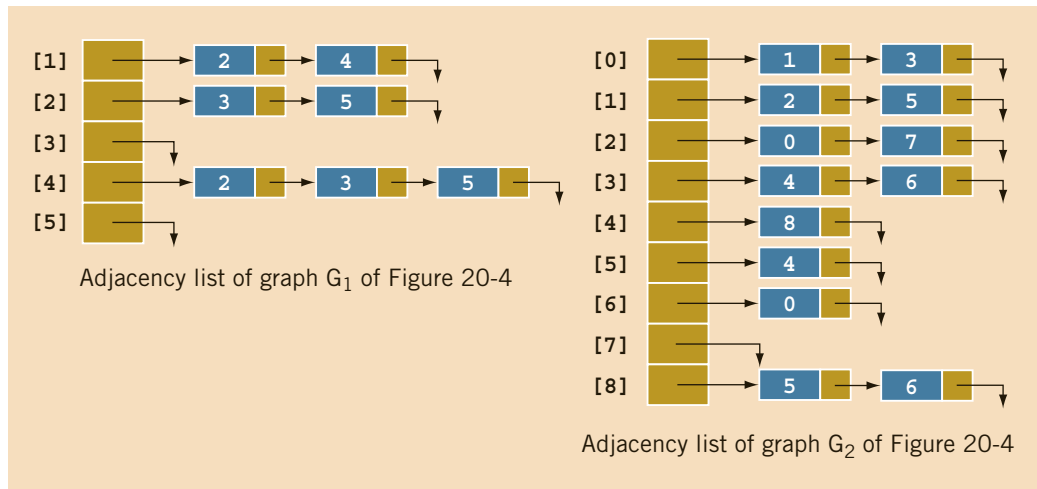 [1] 2 4
[2] 3 5
[3]
[4] 2 3 5
[5]
Adjacency list of graph G1 of Figure 20-4
[0] 1 3
[1] 2 5
[2] 0 7
[3] 4 6
[4] 8
[5] 4
[6] 0
[7]
[8] 5 6
Adjacency list of graph G2 of Figure 20-4